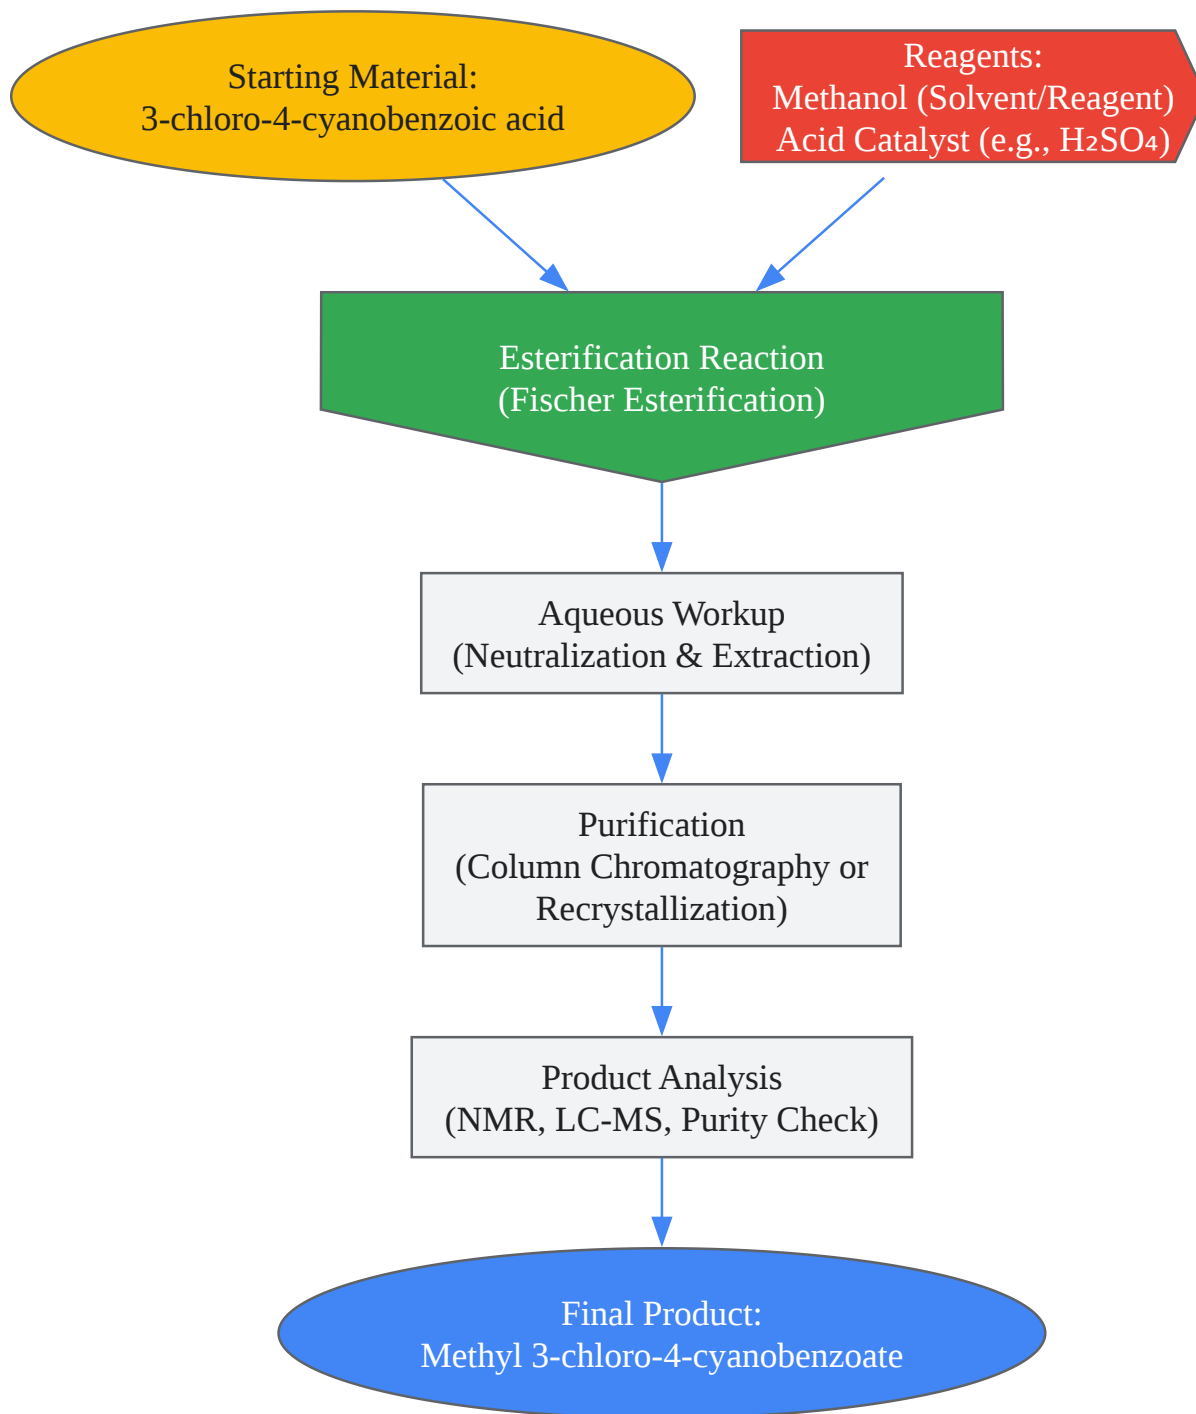 Starting Material:
3-chloro-4-cyanobenzoic acid
Reagents:
Methanol (Solvent/Reagent)
Acid Catalyst (e.g., H₂SO₄)
Esterification Reaction
(Fischer Esterification)
Aqueous Workup
(Neutralization & Extraction)
Purification
(Column Chromatography or
Recrystallization)
Product Analysis
(NMR, LC-MS, Purity Check)
Final Product:
Methyl 3-chloro-4-cyanobenzoate